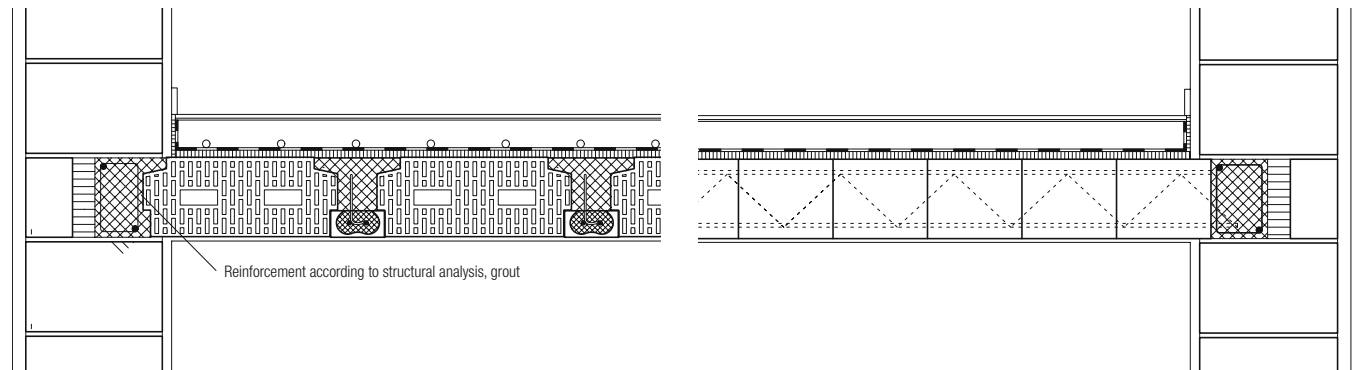 Reinforcement according to structural analysis, grout